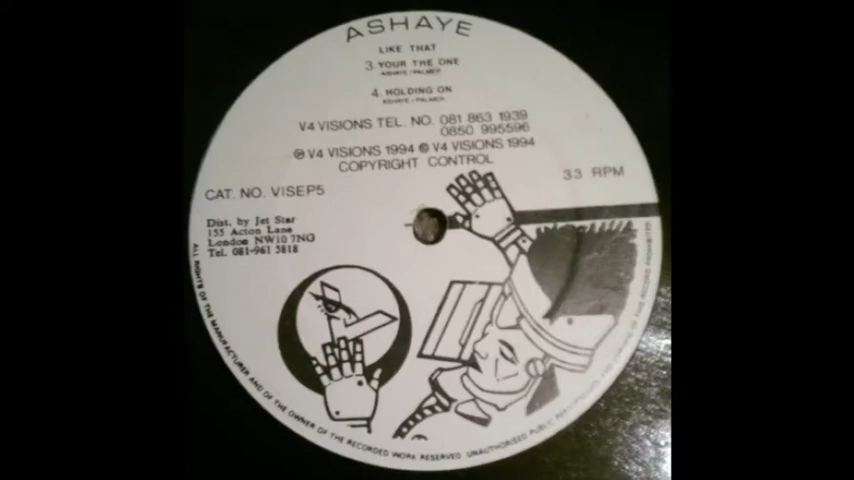 ASHAYE
LIKE THAT
3. YOUR THE ONE
ASHAYE / PALMER
4. HOLDING ON
ASHAYE / PALMER
V4 VISIONS TEL. NO. 081 863 1939
0850 995596
℗ V4 VISIONS 1994 © V4 VISIONS 1994
COPYRIGHT CONTROL
33 RPM
CAT. NO. VISEP5
Dist. by Jet Star
155 Acton Lane
London NW10 7NG
Tel. 081-961 5818
ALL RIGHTS OF THE MANUFACTURER AND OF THE OWNER OF THE RECORDED WORK RESERVED. UNAUTHORISED PUBLIC